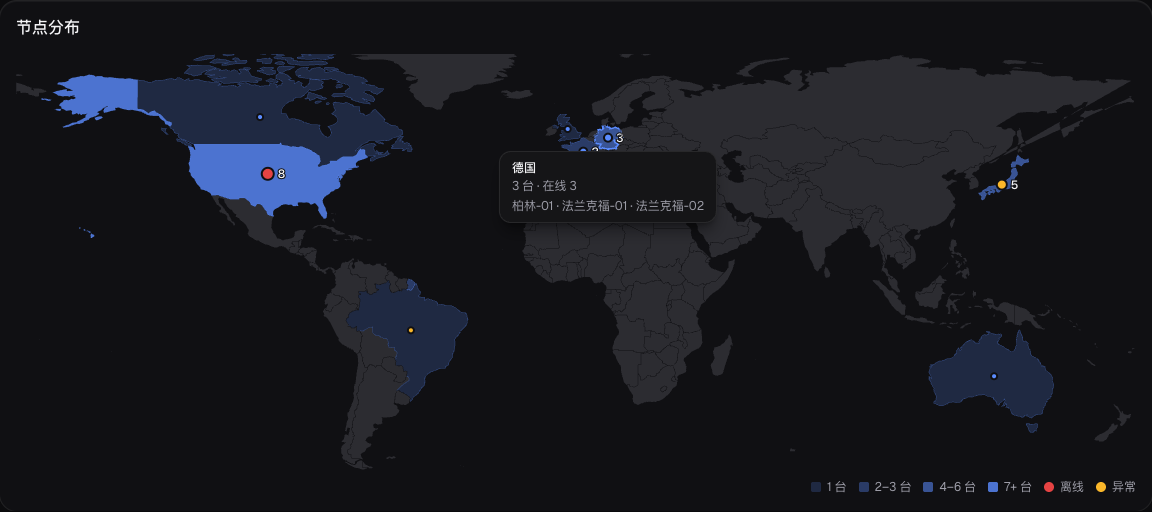 节点分布
8
3
5
德国
3 台 · 在线 3
柏林-01 · 法兰克福-01 · 法兰克福-02
1 台
2–3 台
4–6 台
7+ 台
离线
异常